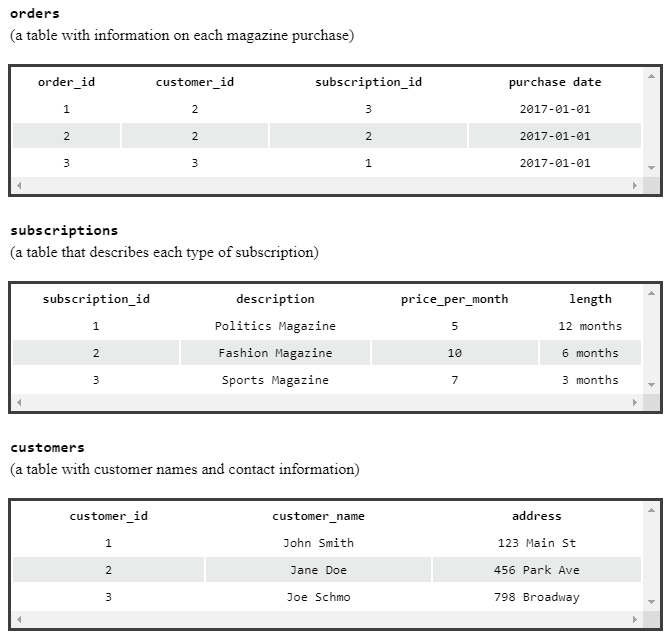 orders
(a table with information on each magazine purchase)
order_id customer_id subscription_id purchase date
1 2 3 2017-01-01
2 2 2 2017-01-01
3 3 1 2017-01-01
subscriptions
(a table that describes each type of subscription)
subscription_id description price_per_month length
1 Politics Magazine 5 12 months
2 Fashion Magazine 10 6 months
3 Sports Magazine 7 3 months
customers
(a table with customer names and contact information)
customer_id customer_name address
1 John Smith 123 Main St
2 Jane Doe 456 Park Ave
3 Joe Schmo 798 Broadway